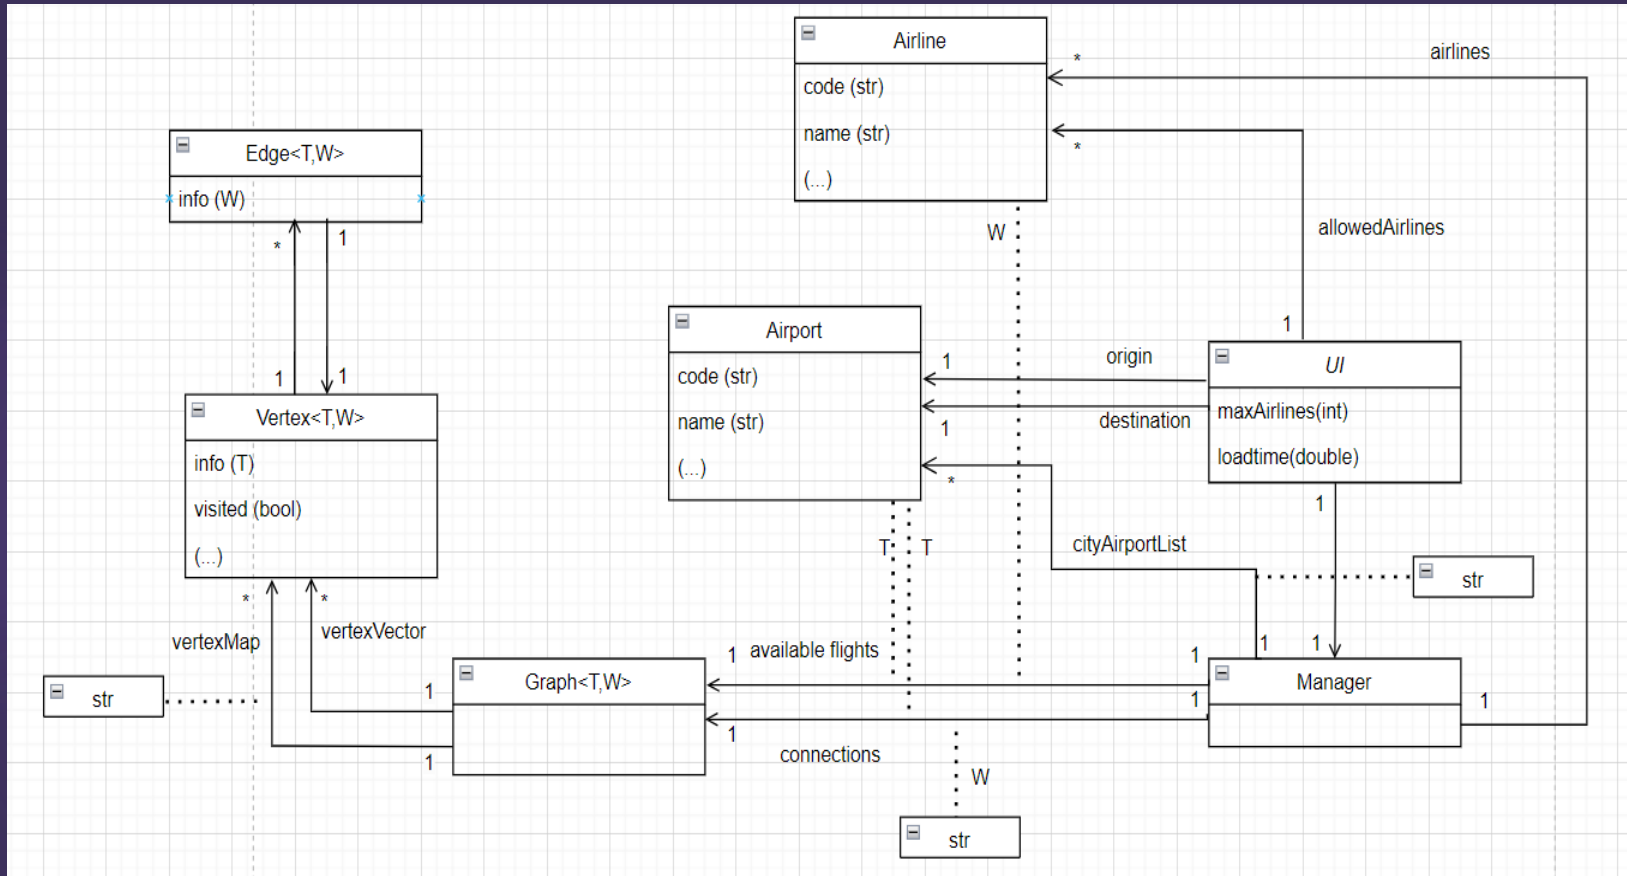 Airline
code (str)
name (str)
(...)
*
airlines
*
allowedAirlines
1
W
Edge<T,W>
info (W)
*
1
1
1
Vertex<T,W>
info (T)
visited (bool)
(...)
Airport
code (str)
name (str)
(...)
1
origin
1
destination
*
cityAirportList
UI
maxAirlines(int)
loadtime(double)
1
T
T
str
*
*
vertexMap
vertexVector
1
1
1
available flights
1
str
1
Graph<T,W>
1
Manager
1
1
1
connections
W
str